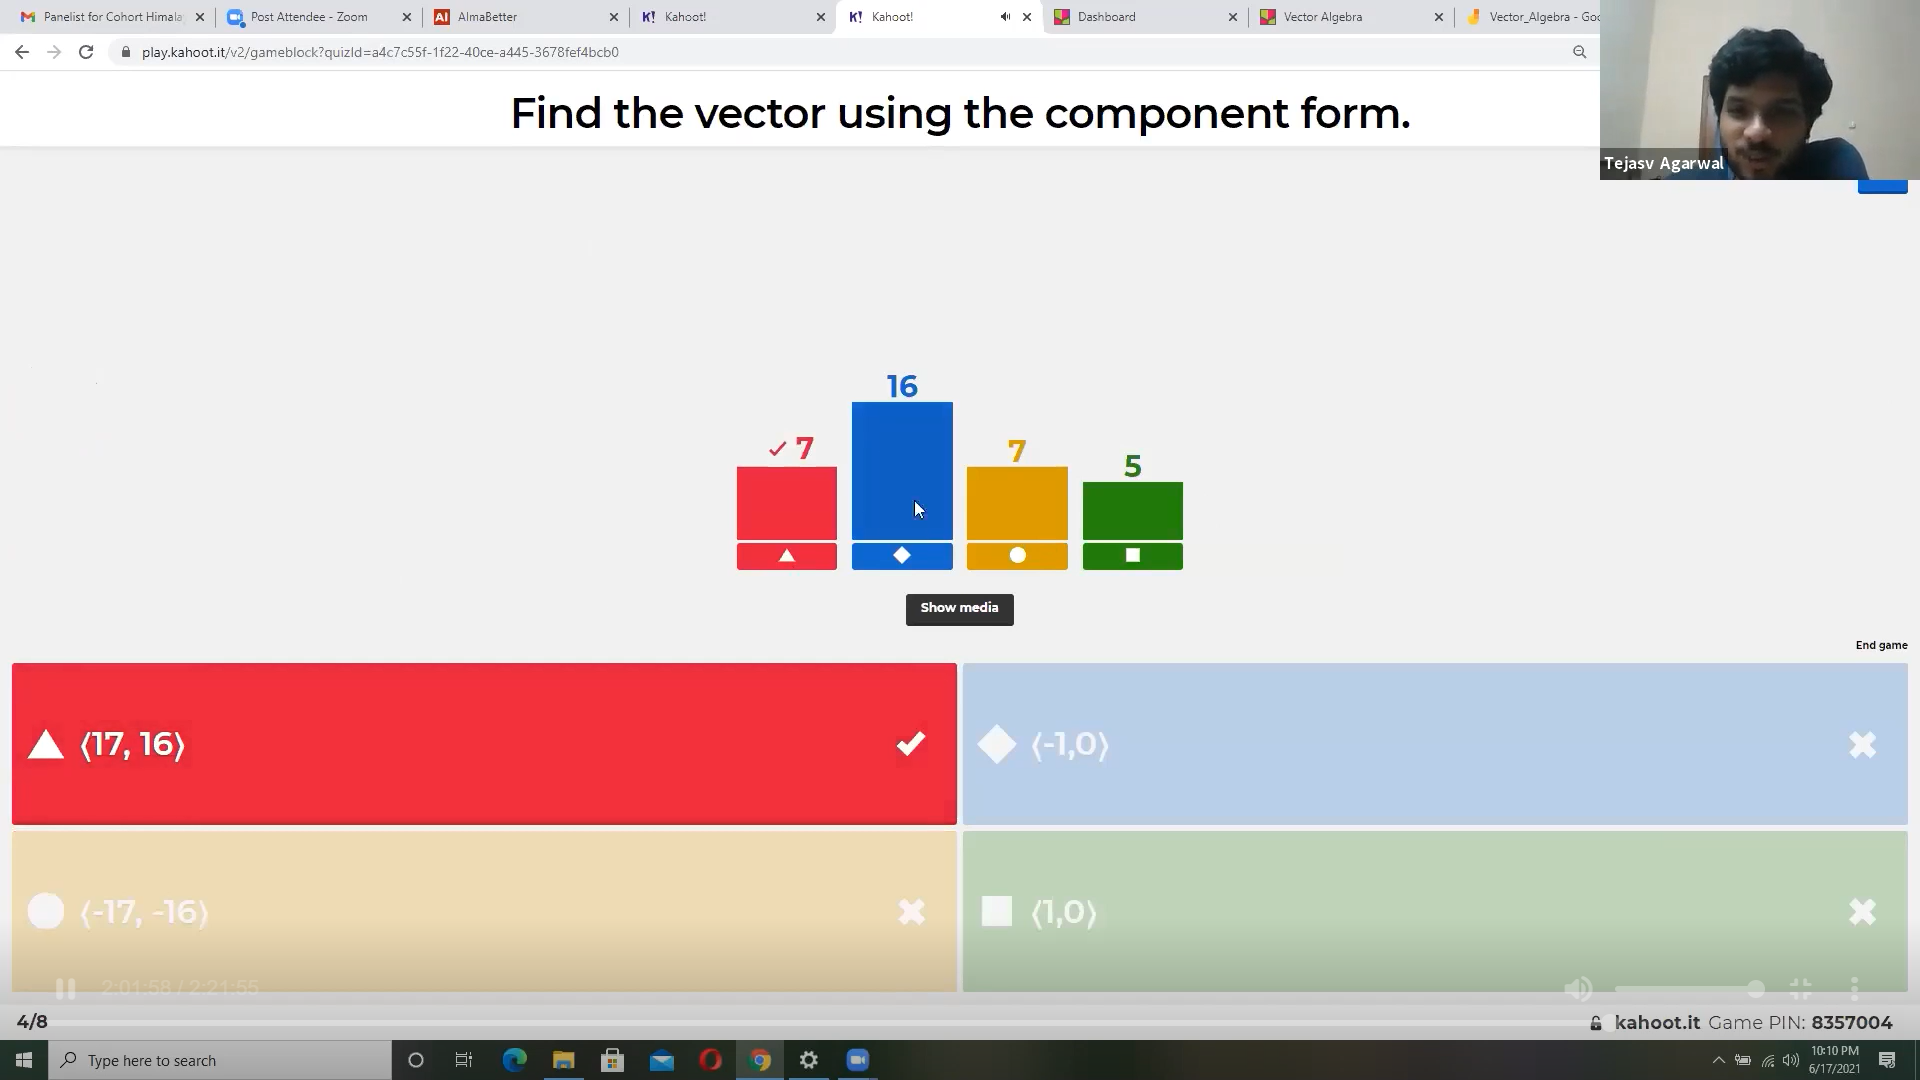 Panelist for Cohort Himala
Post Attendee - Zoom
AI AlmaBetter
K! Kahoot!
K! Kahoot!
Dashboard
Vector Algebra
Vector_Algebra - Goo
play.kahoot.it/v2/gameblock?quizId=a4c7c55f-1f22-40ce-a445-3678fef4bcb0
Find the vector using the component form.
Tejasv Agarwal
16
7
7
5
Show media
End game
⟨17, 16⟩
⟨-1,0⟩
⟨-17, -16⟩
⟨1,0⟩
2:01:58 / 2:21:55
4/8
kahoot.it Game PIN: 8357004
Type here to search
10:10 PM
6/17/2021